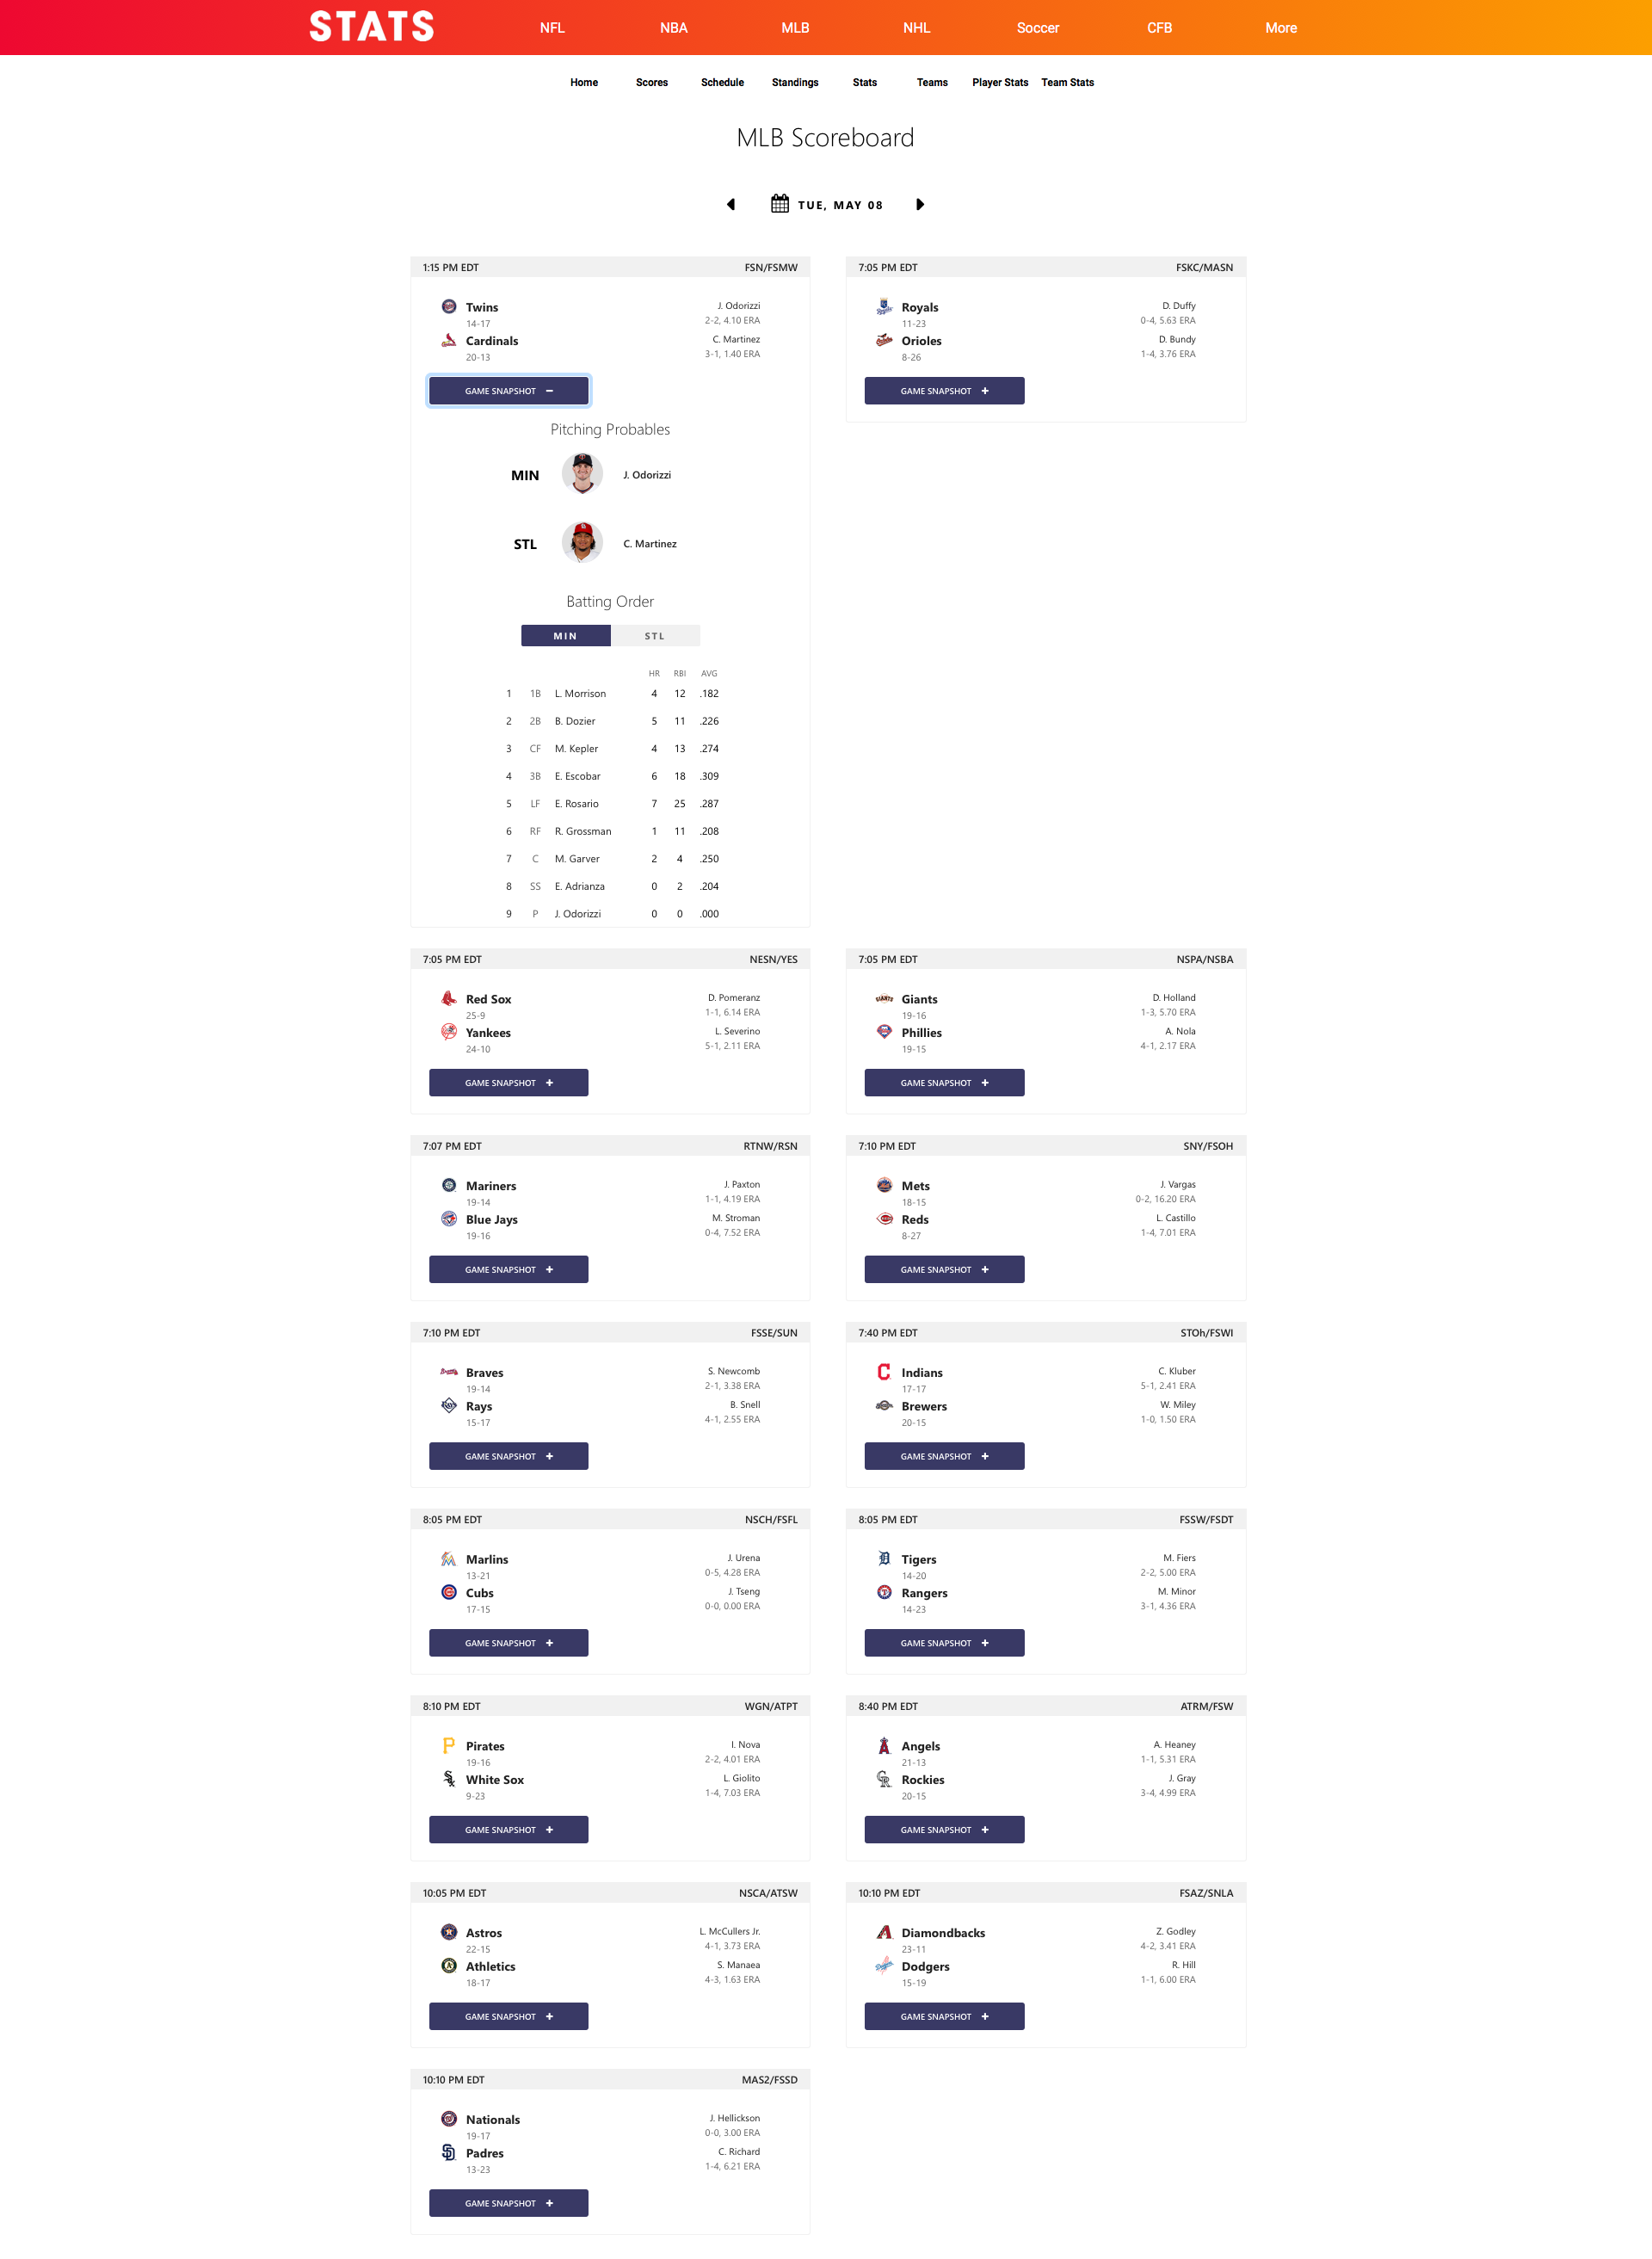 STATS NFL NBA MLB NHL Soccer CFB More
Home Scores Schedule Standings Stats Teams Player Stats Team Stats
MLB Scoreboard
TUE, MAY 08
1:15 PM EDT FSN/FSMW
Twins J. Odorizzi
14-17 2-2, 4.10 ERA
Cardinals C. Martinez
20-13 3-1, 1.40 ERA
GAME SNAPSHOT −
Pitching Probables
MIN J. Odorizzi
STL C. Martinez
Batting Order
MIN STL
HR RBI AVG
1 1B L. Morrison 4 12 .182
2 2B B. Dozier 5 11 .226
3 CF M. Kepler 4 13 .274
4 3B E. Escobar 6 18 .309
5 LF E. Rosario 7 25 .287
6 RF R. Grossman 1 11 .208
7 C M. Garver 2 4 .250
8 SS E. Adrianza 0 2 .204
9 P J. Odorizzi 0 0 .000
7:05 PM EDT FSKC/MASN
Royals D. Duffy
11-23 0-4, 5.63 ERA
Orioles D. Bundy
8-26 1-4, 3.76 ERA
GAME SNAPSHOT +
7:05 PM EDT NESN/YES
Red Sox D. Pomeranz
25-9 1-1, 6.14 ERA
Yankees L. Severino
24-10 5-1, 2.11 ERA
GAME SNAPSHOT +
7:05 PM EDT NSPA/NSBA
Giants D. Holland
19-16 1-3, 5.70 ERA
Phillies A. Nola
19-15 4-1, 2.17 ERA
GAME SNAPSHOT +
7:07 PM EDT RTNW/RSN
Mariners J. Paxton
19-14 1-1, 4.19 ERA
Blue Jays M. Stroman
19-16 0-4, 7.52 ERA
GAME SNAPSHOT +
7:10 PM EDT SNY/FSOH
Mets J. Vargas
18-15 0-2, 16.20 ERA
Reds L. Castillo
8-27 1-4, 7.01 ERA
GAME SNAPSHOT +
7:10 PM EDT FSSE/SUN
Braves S. Newcomb
19-14 2-1, 3.38 ERA
Rays B. Snell
15-17 4-1, 2.55 ERA
GAME SNAPSHOT +
7:40 PM EDT STOh/FSWI
Indians C. Kluber
17-17 5-1, 2.41 ERA
Brewers W. Miley
20-15 1-0, 1.50 ERA
GAME SNAPSHOT +
8:05 PM EDT NSCH/FSFL
Marlins J. Urena
13-21 0-5, 4.28 ERA
Cubs J. Tseng
17-15 0-0, 0.00 ERA
GAME SNAPSHOT +
8:05 PM EDT FSSW/FSDT
Tigers M. Fiers
14-20 2-2, 5.00 ERA
Rangers M. Minor
14-23 3-1, 4.36 ERA
GAME SNAPSHOT +
8:10 PM EDT WGN/ATPT
Pirates I. Nova
19-16 2-2, 4.01 ERA
White Sox L. Giolito
9-23 1-4, 7.03 ERA
GAME SNAPSHOT +
8:40 PM EDT ATRM/FSW
Angels A. Heaney
21-13 1-1, 5.31 ERA
Rockies J. Gray
20-15 3-4, 4.99 ERA
GAME SNAPSHOT +
10:05 PM EDT NSCA/ATSW
Astros L. McCullers Jr.
22-15 4-1, 3.73 ERA
Athletics S. Manaea
18-17 4-3, 1.63 ERA
GAME SNAPSHOT +
10:10 PM EDT FSAZ/SNLA
Diamondbacks Z. Godley
23-11 4-2, 3.41 ERA
Dodgers R. Hill
15-19 1-1, 6.00 ERA
GAME SNAPSHOT +
10:10 PM EDT MAS2/FSSD
Nationals J. Hellickson
19-17 0-0, 3.00 ERA
Padres C. Richard
13-23 1-4, 6.21 ERA
GAME SNAPSHOT +